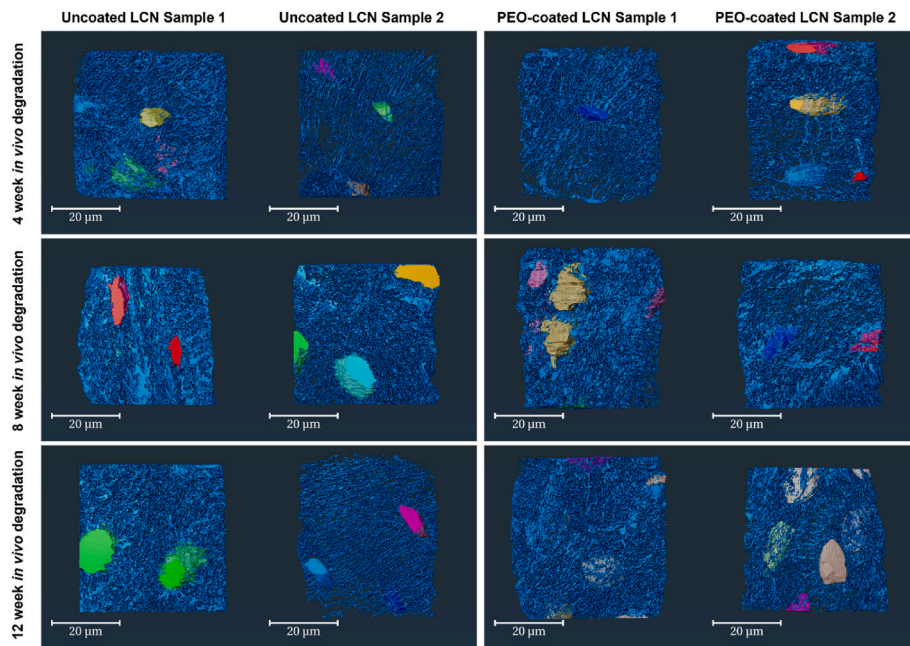 Uncoated LCN Sample 1
Uncoated LCN Sample 2
PEO-coated LCN Sample 1
PEO-coated LCN Sample 2
4 week in vivo degradation
20 µm
20 µm
20 µm
20 µm
8 week in vivo degradation
20 µm
20 µm
20 µm
20 µm
12 week in vivo degradation
20 µm
20 µm
20 µm
20 µm